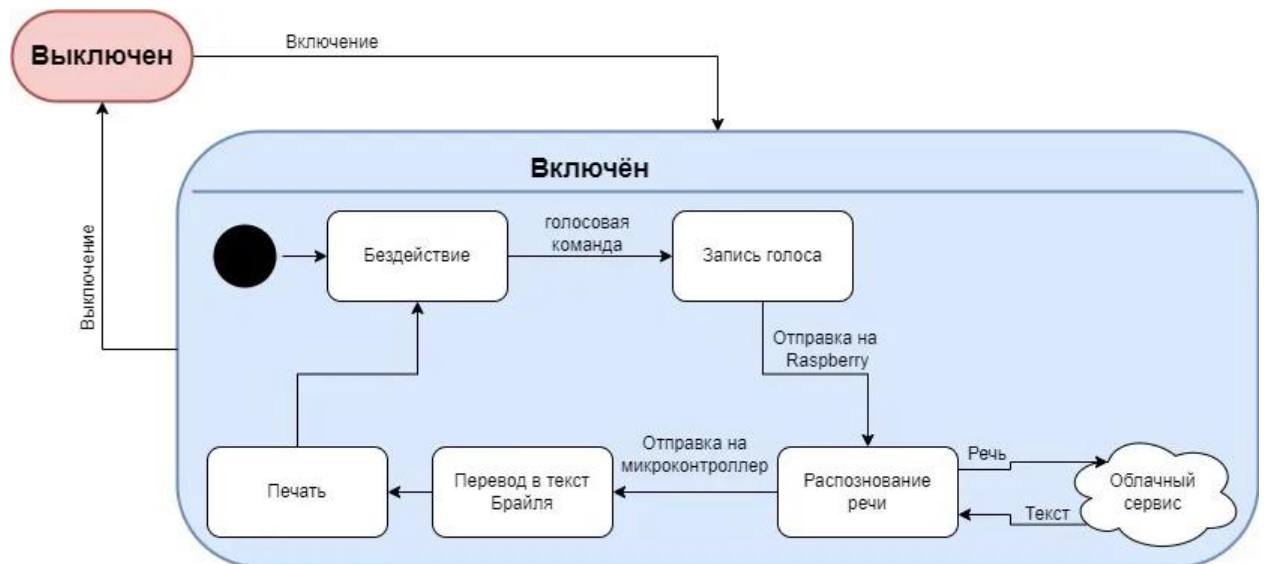 Выключен
Включение
Включён
Выключение
Бездействие
голосовая
команда
Запись голоса
Отправка на
Raspberry
Печать
Перевод в текст
Брайля
Отправка на
микроконтроллер
Распознование
речи
Речь
Текст
Облачный
сервис